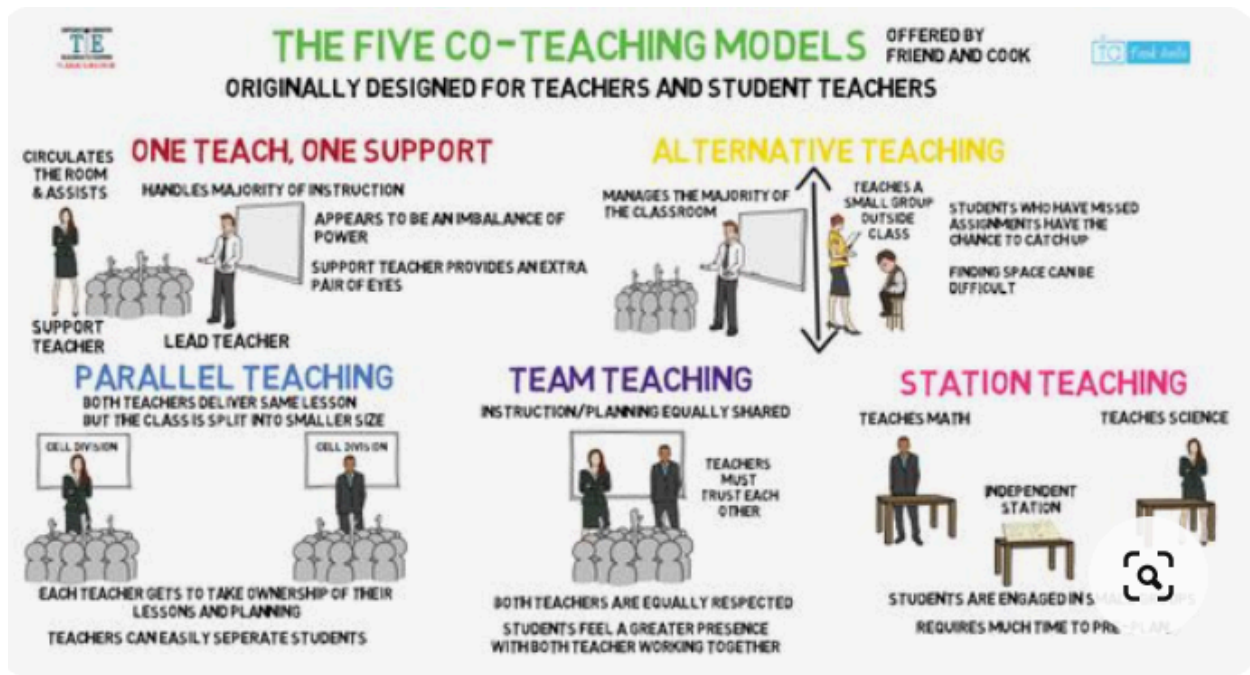 THE FIVE CO-TEACHING MODELS
OFFERED BY
FRIEND AND COOK
ORIGINALLY DESIGNED FOR TEACHERS AND STUDENT TEACHERS
TE
ONE TEACH, ONE SUPPORT
CIRCULATES
THE ROOM
& ASSISTS
HANDLES MAJORITY OF INSTRUCTION
APPEARS TO BE AN IMBALANCE OF
POWER
SUPPORT TEACHER PROVIDES AN EXTRA
PAIR OF EYES
SUPPORT
TEACHER
LEAD TEACHER
ALTERNATIVE TEACHING
MANAGES THE MAJORITY OF
THE CLASSROOM
TEACHES A
SMALL GROUP
OUTSIDE
CLASS
STUDENTS WHO HAVE MISSED
ASSIGNMENTS HAVE THE
CHANCE TO CATCH UP
FINDING SPACE CAN BE
DIFFICULT
PARALLEL TEACHING
BOTH TEACHERS DELIVER SAME LESSON
BUT THE CLASS IS SPLIT INTO SMALLER SIZE
CELL DIVISION
CELL DIVISION
EACH TEACHER GETS TO TAKE OWNERSHIP OF THEIR
LESSONS AND PLANNING
TEACHERS CAN EASILY SEPERATE STUDENTS
TEAM TEACHING
INSTRUCTION/PLANNING EQUALLY SHARED
TEACHERS
MUST
TRUST EACH
OTHER
BOTH TEACHERS ARE EQUALLY RESPECTED
STUDENTS FEEL A GREATER PRESENCE
WITH BOTH TEACHER WORKING TOGETHER
STATION TEACHING
TEACHES MATH
TEACHES SCIENCE
INDEPENDENT
STATION
STUDENTS ARE ENGAGED IN SMALL GROUPS
REQUIRES MUCH TIME TO PRE-PLAN